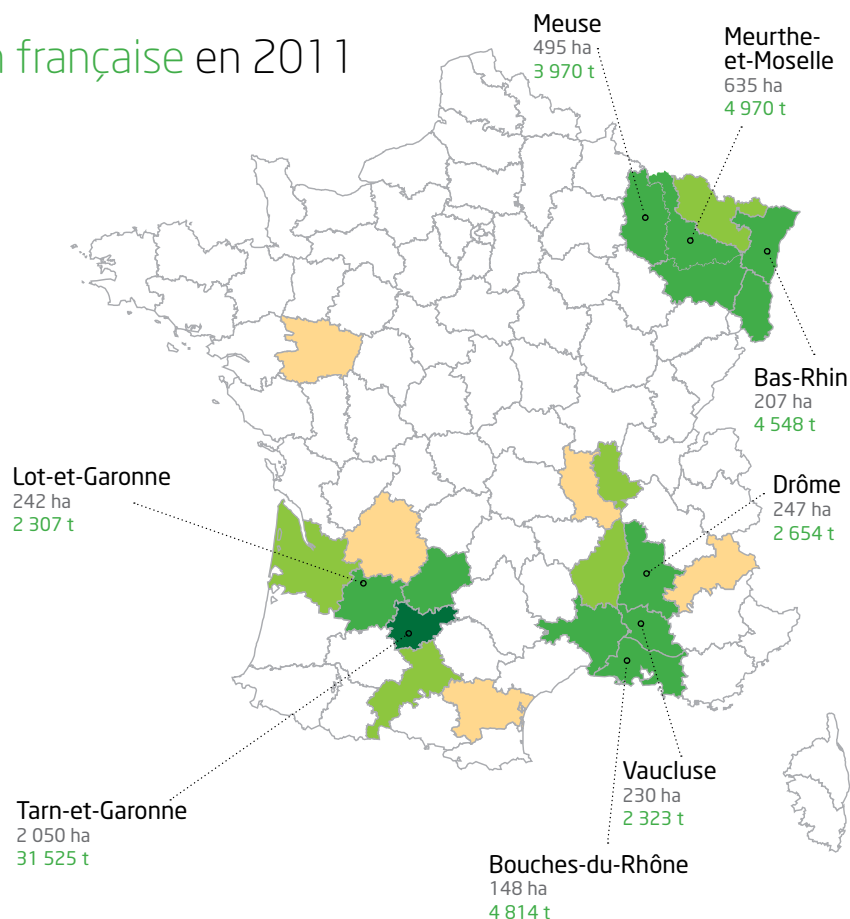 française en 2011
Meuse
495 ha
3 970 t
Meurthe-
et-Moselle
635 ha
4 970 t
Bas-Rhin
207 ha
4 548 t
Lot-et-Garonne
242 ha
2 307 t
Drôme
247 ha
2 654 t
Vaucluse
230 ha
2 323 t
Tarn-et-Garonne
2 050 ha
31 525 t
Bouches-du-Rhône
148 ha
4 814 t